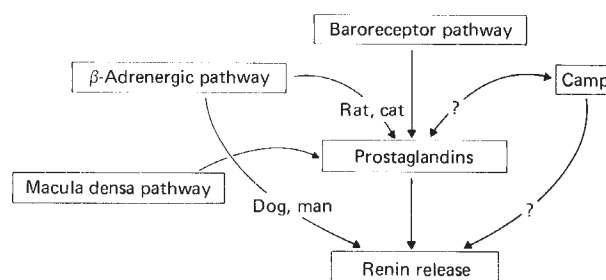 Baroreceptor pathway
β-Adrenergic pathway
Camp
Rat, cat
?
Prostaglandins
Macula densa pathway
Dog, man
?
Renin release